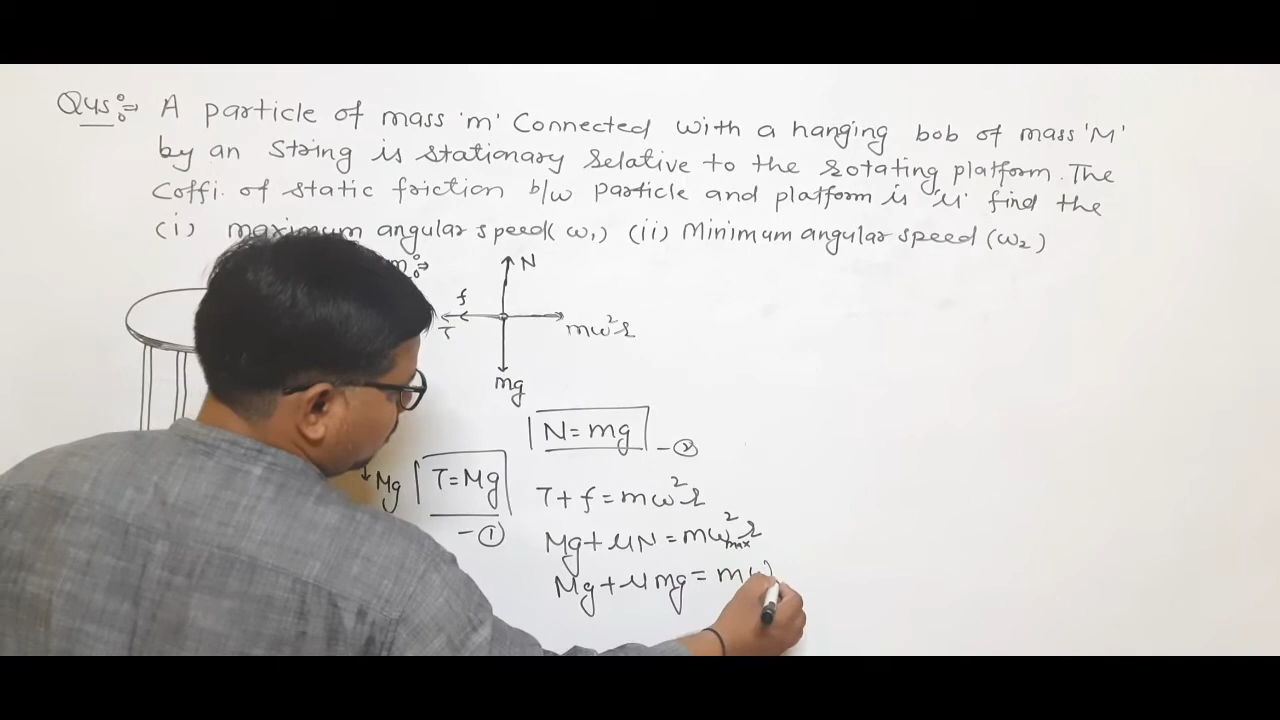 Qus:⇒ A particle of mass 'm' Connected with a hanging bob of mass 'M'
by an string is stationary relative to the rotating platform. The
Coffi. of static friction b/w particle and platform is 'μ' find the
(i) maximum angular speed (ω₁) (ii) Minimum angular speed (ω₂)
N
f
T
mω²r
mg
N = mg -②
Mg
T = Mg -①
T + f = mω²r
Mg + μN = mω²max r
Mg + μmg = mω